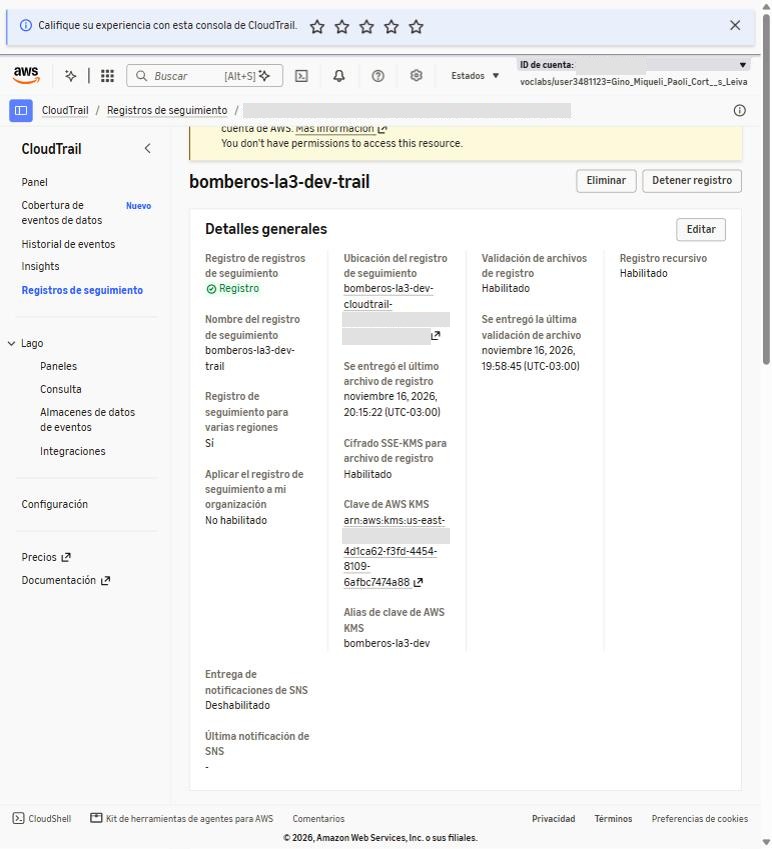 Califique su experiencia con esta consola de CloudTrail.
aws
Buscar
[Alt+S]
Estados
ID de cuenta:
voclabs/user3481123=Gino_Miqueli_Paoli_Cort__s_Leiva
CloudTrail / Registros de seguimiento /
CloudTrail
Panel
Cobertura de
eventos de datos
Nuevo
Historial de eventos
Insights
Registros de seguimiento
Lago
Paneles
Consulta
Almacenes de datos
de eventos
Integraciones
Configuración
Precios
Documentación
cuenta de AWS. Más información
You don't have permissions to access this resource.
bomberos-la3-dev-trail
Eliminar
Detener registro
Detalles generales
Editar
Registro de registros
de seguimiento
Registro
Nombre del registro
de seguimiento
bomberos-la3-dev-
trail
Registro de
seguimiento para
varias regiones
Sí
Aplicar el registro de
seguimiento a mi
organización
No habilitado
Ubicación del registro
de seguimiento
bomberos-la3-dev-
cloudtrail-
Se entregó el último
archivo de registro
noviembre 16, 2026,
20:15:22 (UTC-03:00)
Cifrado SSE-KMS para
archivo de registro
Habilitado
Clave de AWS KMS
arn:aws:kms:us-east-
4d1ca62-f3fd-4454-
8109-
6afbc7474a88
Alias de clave de AWS
KMS
bomberos-la3-dev
Validación de archivos
de registro
Habilitado
Se entregó la última
validación de archivo
noviembre 16, 2026,
19:58:45 (UTC-03:00)
Registro recursivo
Habilitado
Entrega de
notificaciones de SNS
Deshabilitado
Última notificación de
SNS
-
CloudShell
Kit de herramientas de agentes para AWS
Comentarios
Privacidad
Términos
Preferencias de cookies
© 2026, Amazon Web Services, Inc. o sus filiales.